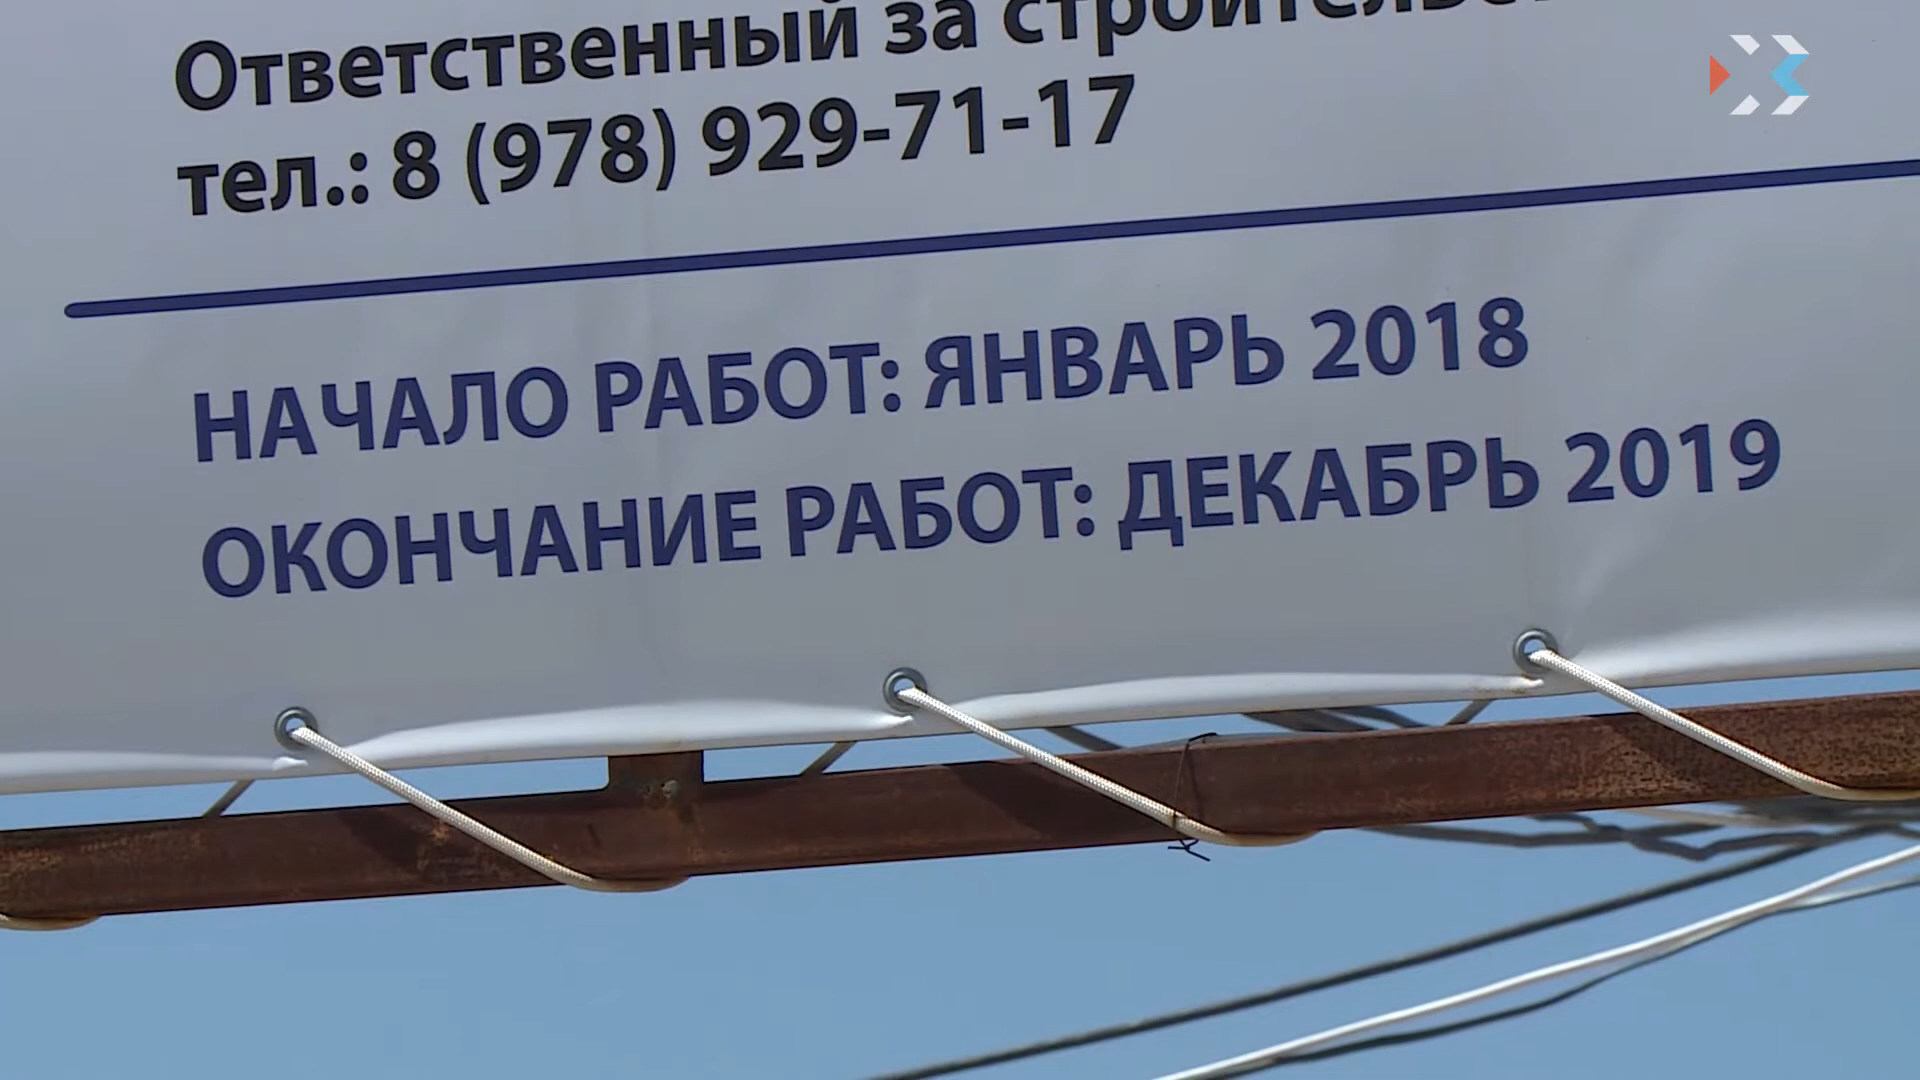 Ответственный за
тел.: 8 (978) 929-71-17
НАЧАЛО РАБОТ: ЯНВАРЬ 2018
ОКОНЧАНИЕ РАБОТ: ДЕКАБРЬ 2019